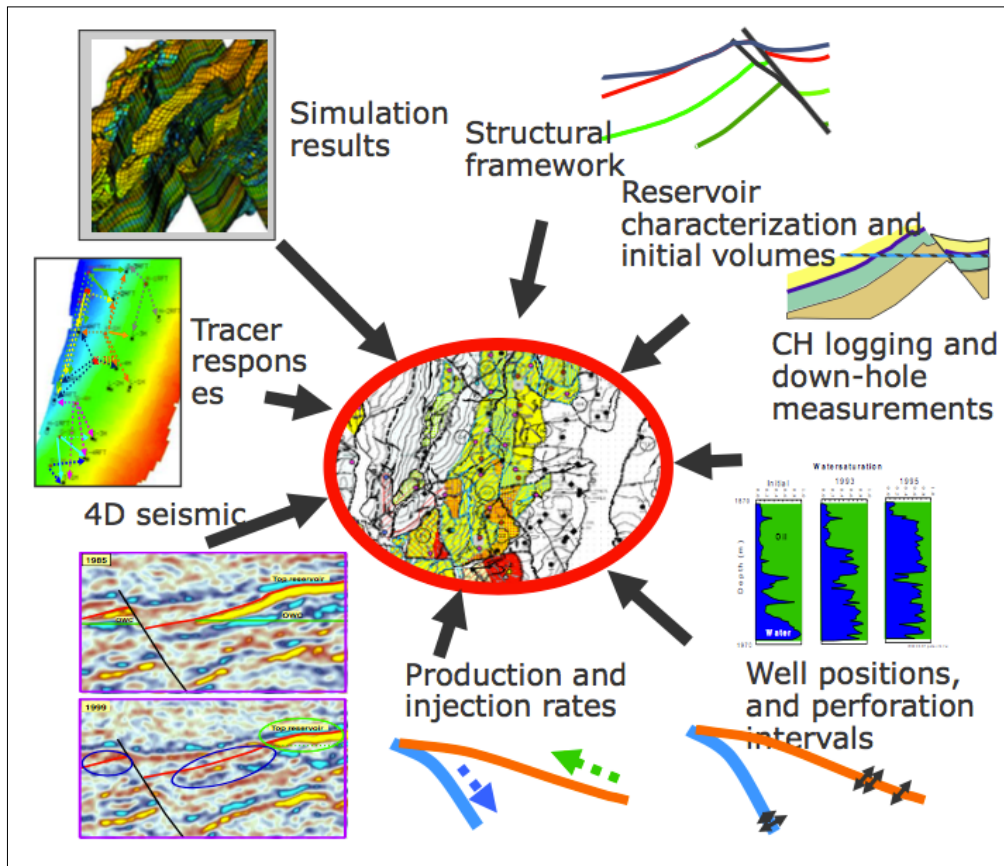 Simulation
results
Structural
framework
Reservoir
characterization and
initial volumes
Tracer
respons
es
CH logging and
down-hole
measurements
4D seismic
Watersaturation
Initial
1993
1995
Oil
Depth (m)
Water
1985
Top reservoir
OWC
OWC
1999
Top reservoir
Production and
injection rates
Well positions,
and perforation
intervals